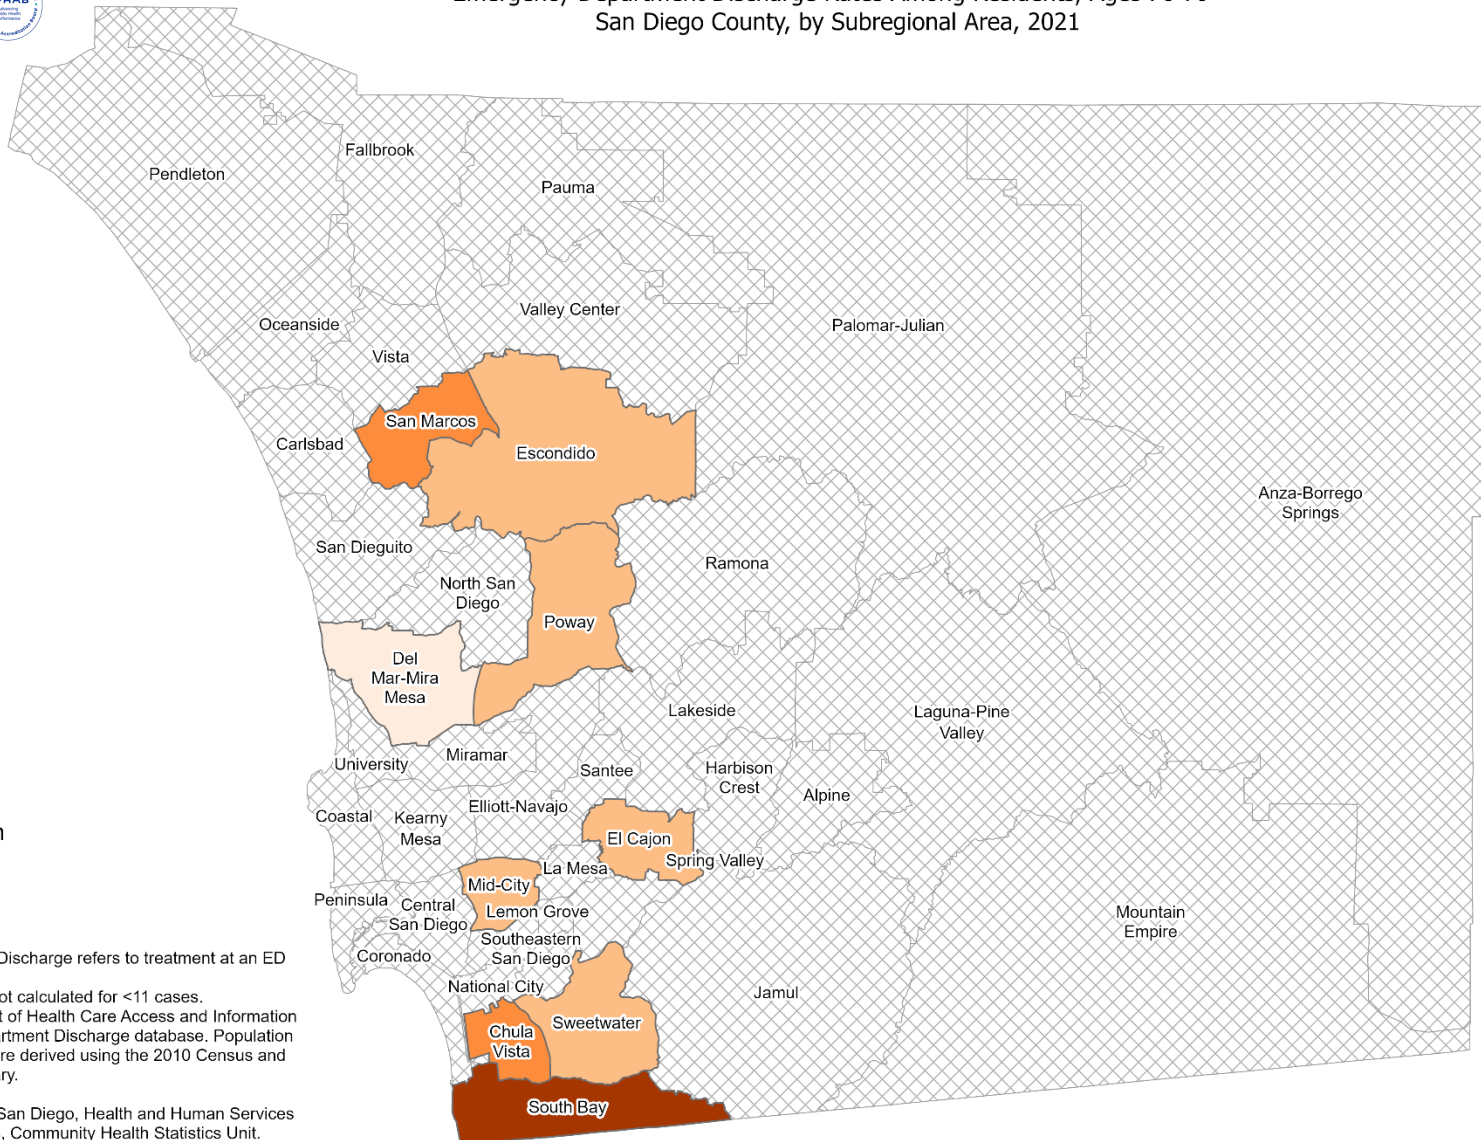 San Diego County, by Subregional Area, 2021
Fallbrook
Pendleton
Pauma
Valley Center
Oceanside
Palomar-Julian
Vista
San Marcos
Carlsbad
Escondido
Anza-Borrego
Springs
San Dieguito
Ramona
North San
Diego
Poway
Del
Mar-Mira
Mesa
Lakeside
Laguna-Pine
Valley
Miramar
University
Santee
Harbison
Crest
Alpine
Elliott-Navajo
Coastal
Kearny
Mesa
El Cajon
La Mesa
Spring Valley
Mid-City
Peninsula
Central
San Diego
Lemon Grove
Mountain
Empire
Southeastern
San Diego
Coronado
National City
Jamul
Chula
Vista
Sweetwater
South Bay
Discharge refers to treatment at an ED
ot calculated for <11 cases.
t of Health Care Access and Information
rtment Discharge database. Population
re derived using the 2010 Census and
ry.
San Diego, Health and Human Services
, Community Health Statistics Unit.